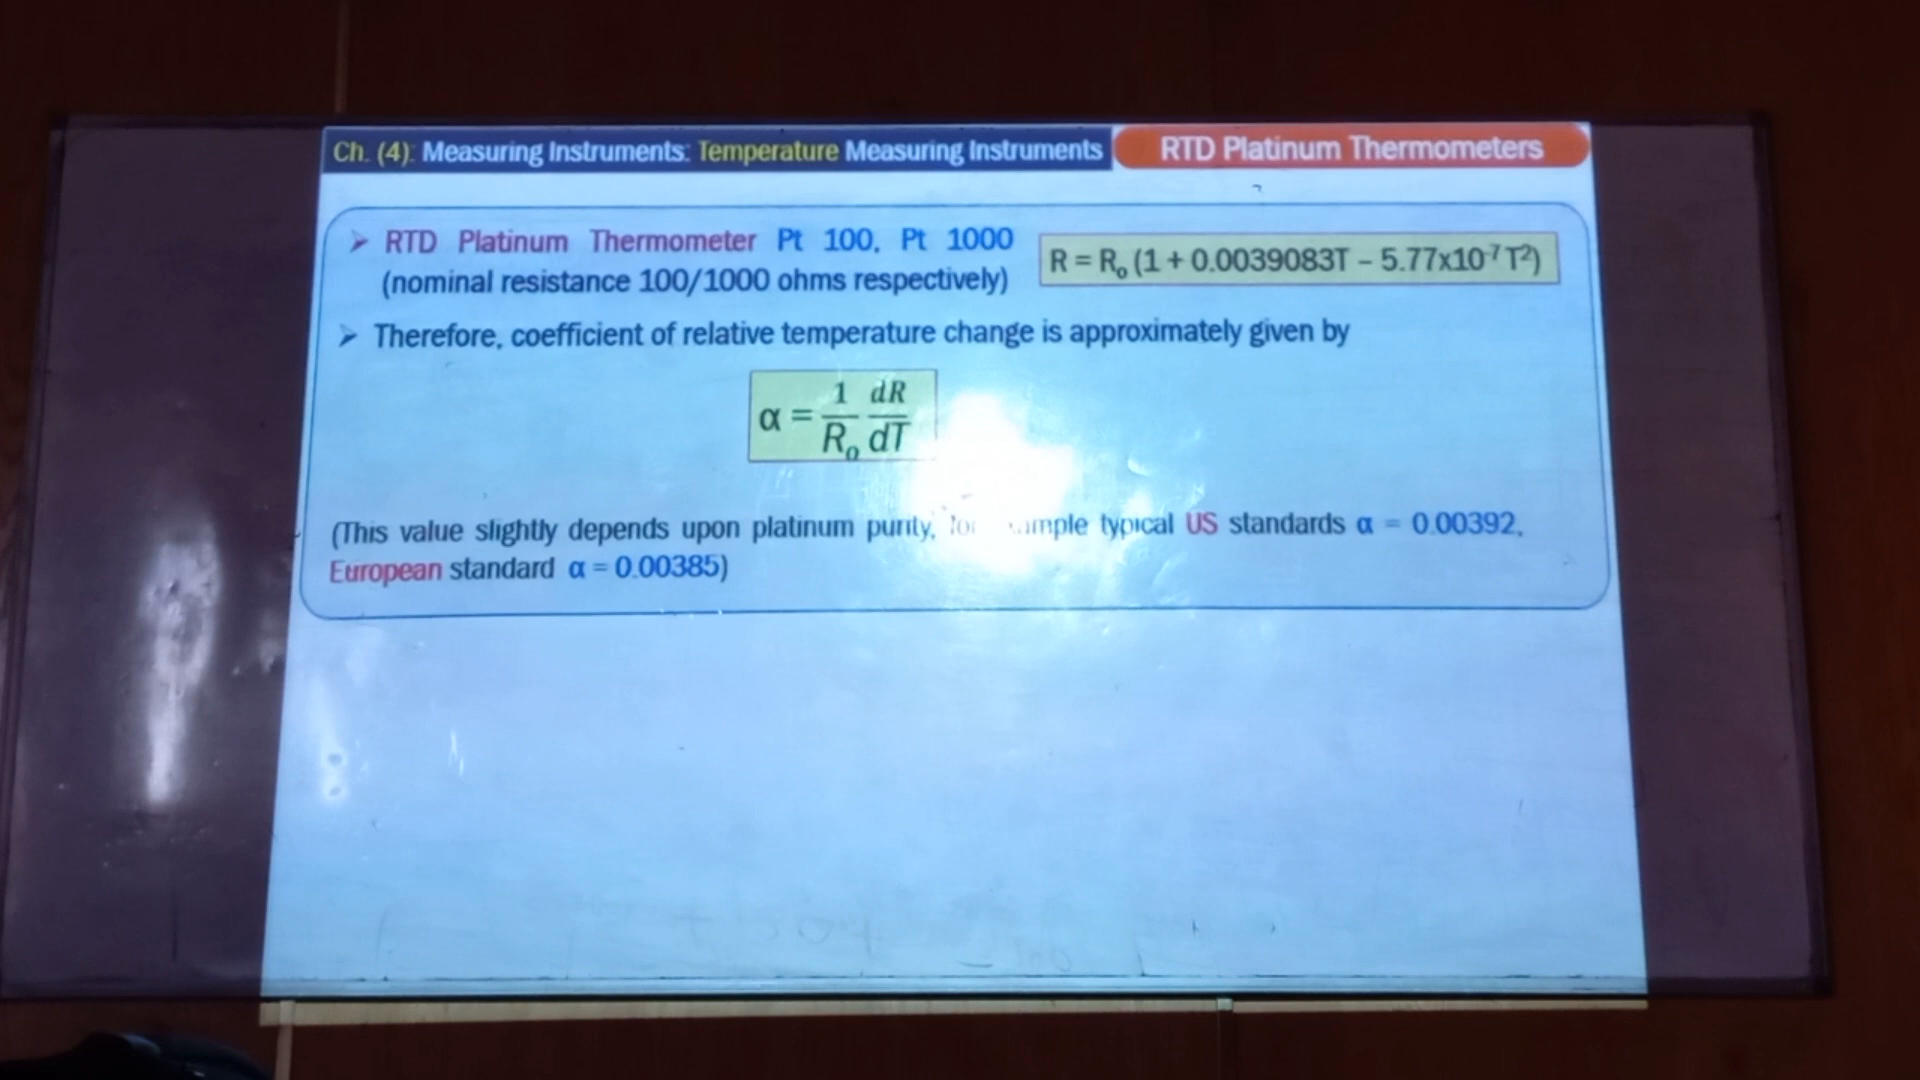 Ch. (4): Measuring Instruments: Temperature Measuring Instruments
RTD Platinum Thermometers
➤ RTD Platinum Thermometer Pt 100, Pt 1000
(nominal resistance 100/1000 ohms respectively)
R = Rₒ (1 + 0.0039083T – 5.77x10⁻⁷ T²)
➤ Therefore, coefficient of relative temperature change is approximately given by
α = 1/Rₒ dR/dT
(This value slightly depends upon platinum purity, typical US standards α = 0.00392,
European standard α = 0.00385)